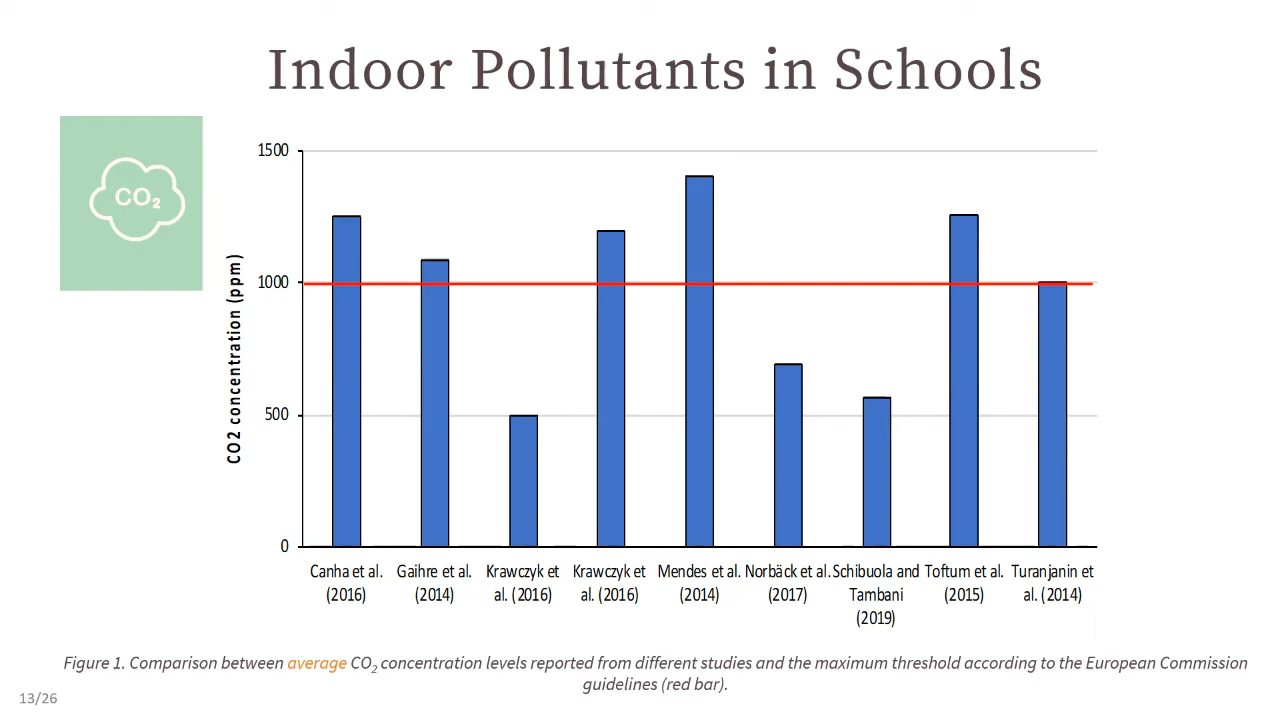 Indoor Pollutants in Schools
CO₂
1500
1000
500
0
CO2 concentration (ppm)
Canha et al.
(2016)
Gaihre et al.
(2014)
Krawczyk et
al. (2016)
Krawczyk et
al. (2016)
Mendes et al.
(2014)
Norbäck et al.
(2017)
Schibuola and
Tambani
(2019)
Toftum et al.
(2015)
Turanjanin et
al. (2014)
Figure 1. Comparison between average CO₂ concentration levels reported from different studies and the maximum threshold according to the European Commission
guidelines (red bar).
13/26